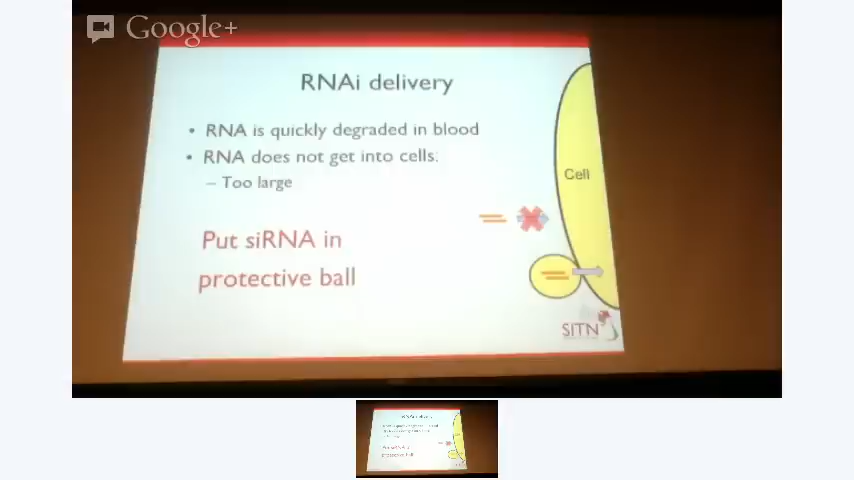 Google+
RNAi delivery
• RNA is quickly degraded in blood
• RNA does not get into cells.
– Too large
Cell
Put siRNA in
protective ball
SITN